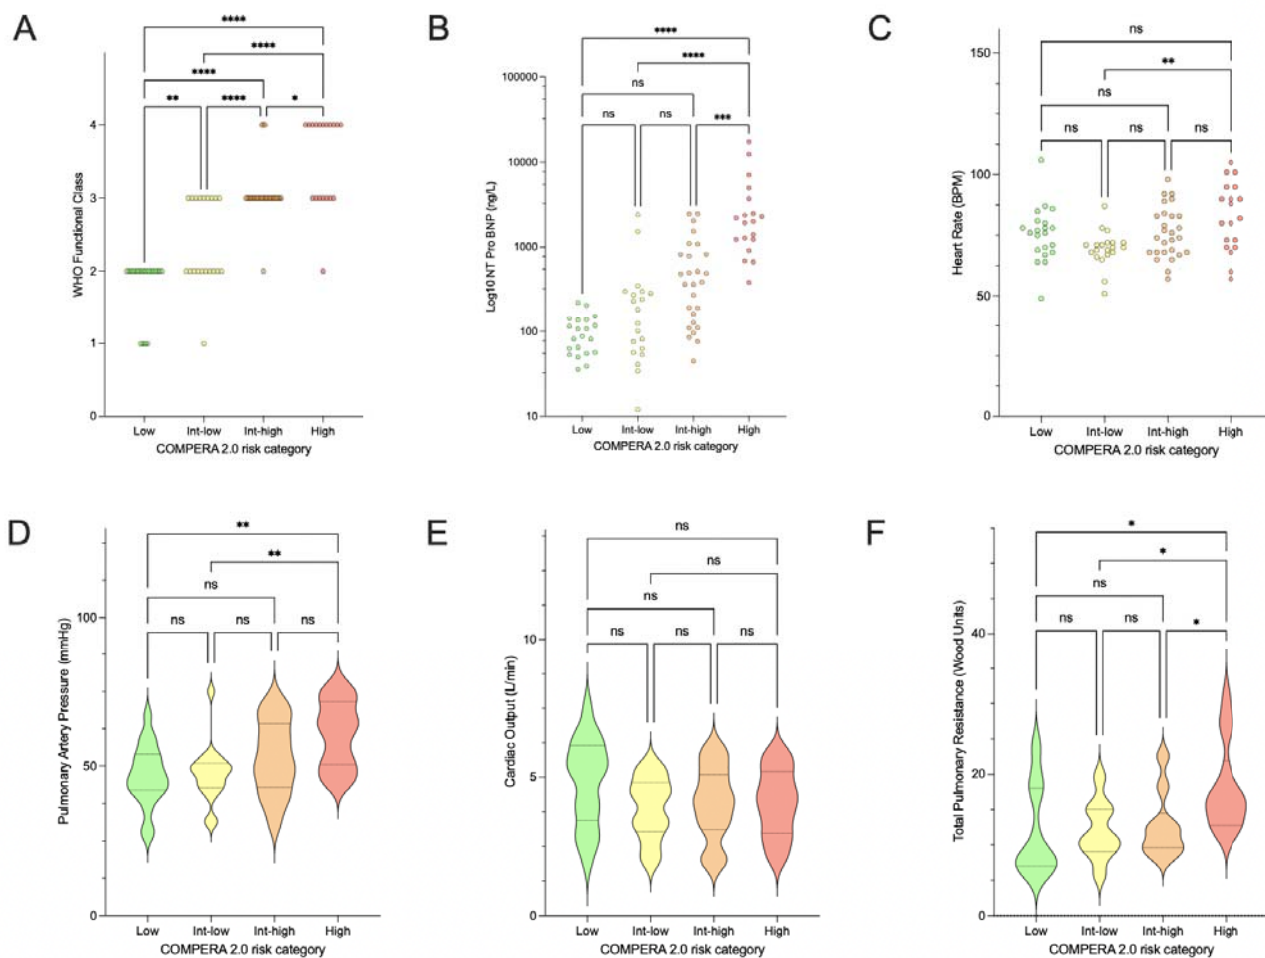 A
****
****
****
** **** *
WHO Functional Class
4
3
2
1
0
Low Int-low Int-high High
COMPERA 2.0 risk category
B
****
****
ns
ns ns ***
Log10 NT Pro BNP (ng/L)
100000
10000
1000
100
10
Low Int-low Int-high High
COMPERA 2.0 risk category
C
ns
**
ns
ns ns ns
Heart Rate (BPM)
150
100
50
0
Low Int-low Int-high High
COMPERA 2.0 risk category
D
**
**
ns
ns ns ns
Pulmonary Artery Pressure (mmHg)
100
50
0
Low Int-low Int-high High
COMPERA 2.0 risk category
E
ns
ns
ns
ns ns ns
Cardiac Output (L/min)
10
5
0
Low Int-low Int-high High
COMPERA 2.0 risk category
F
*
*
ns
ns ns *
Total Pulmonary Resistance (Wood Units)
40
20
0
Low Int-low Int-high High
COMPERA 2.0 risk category